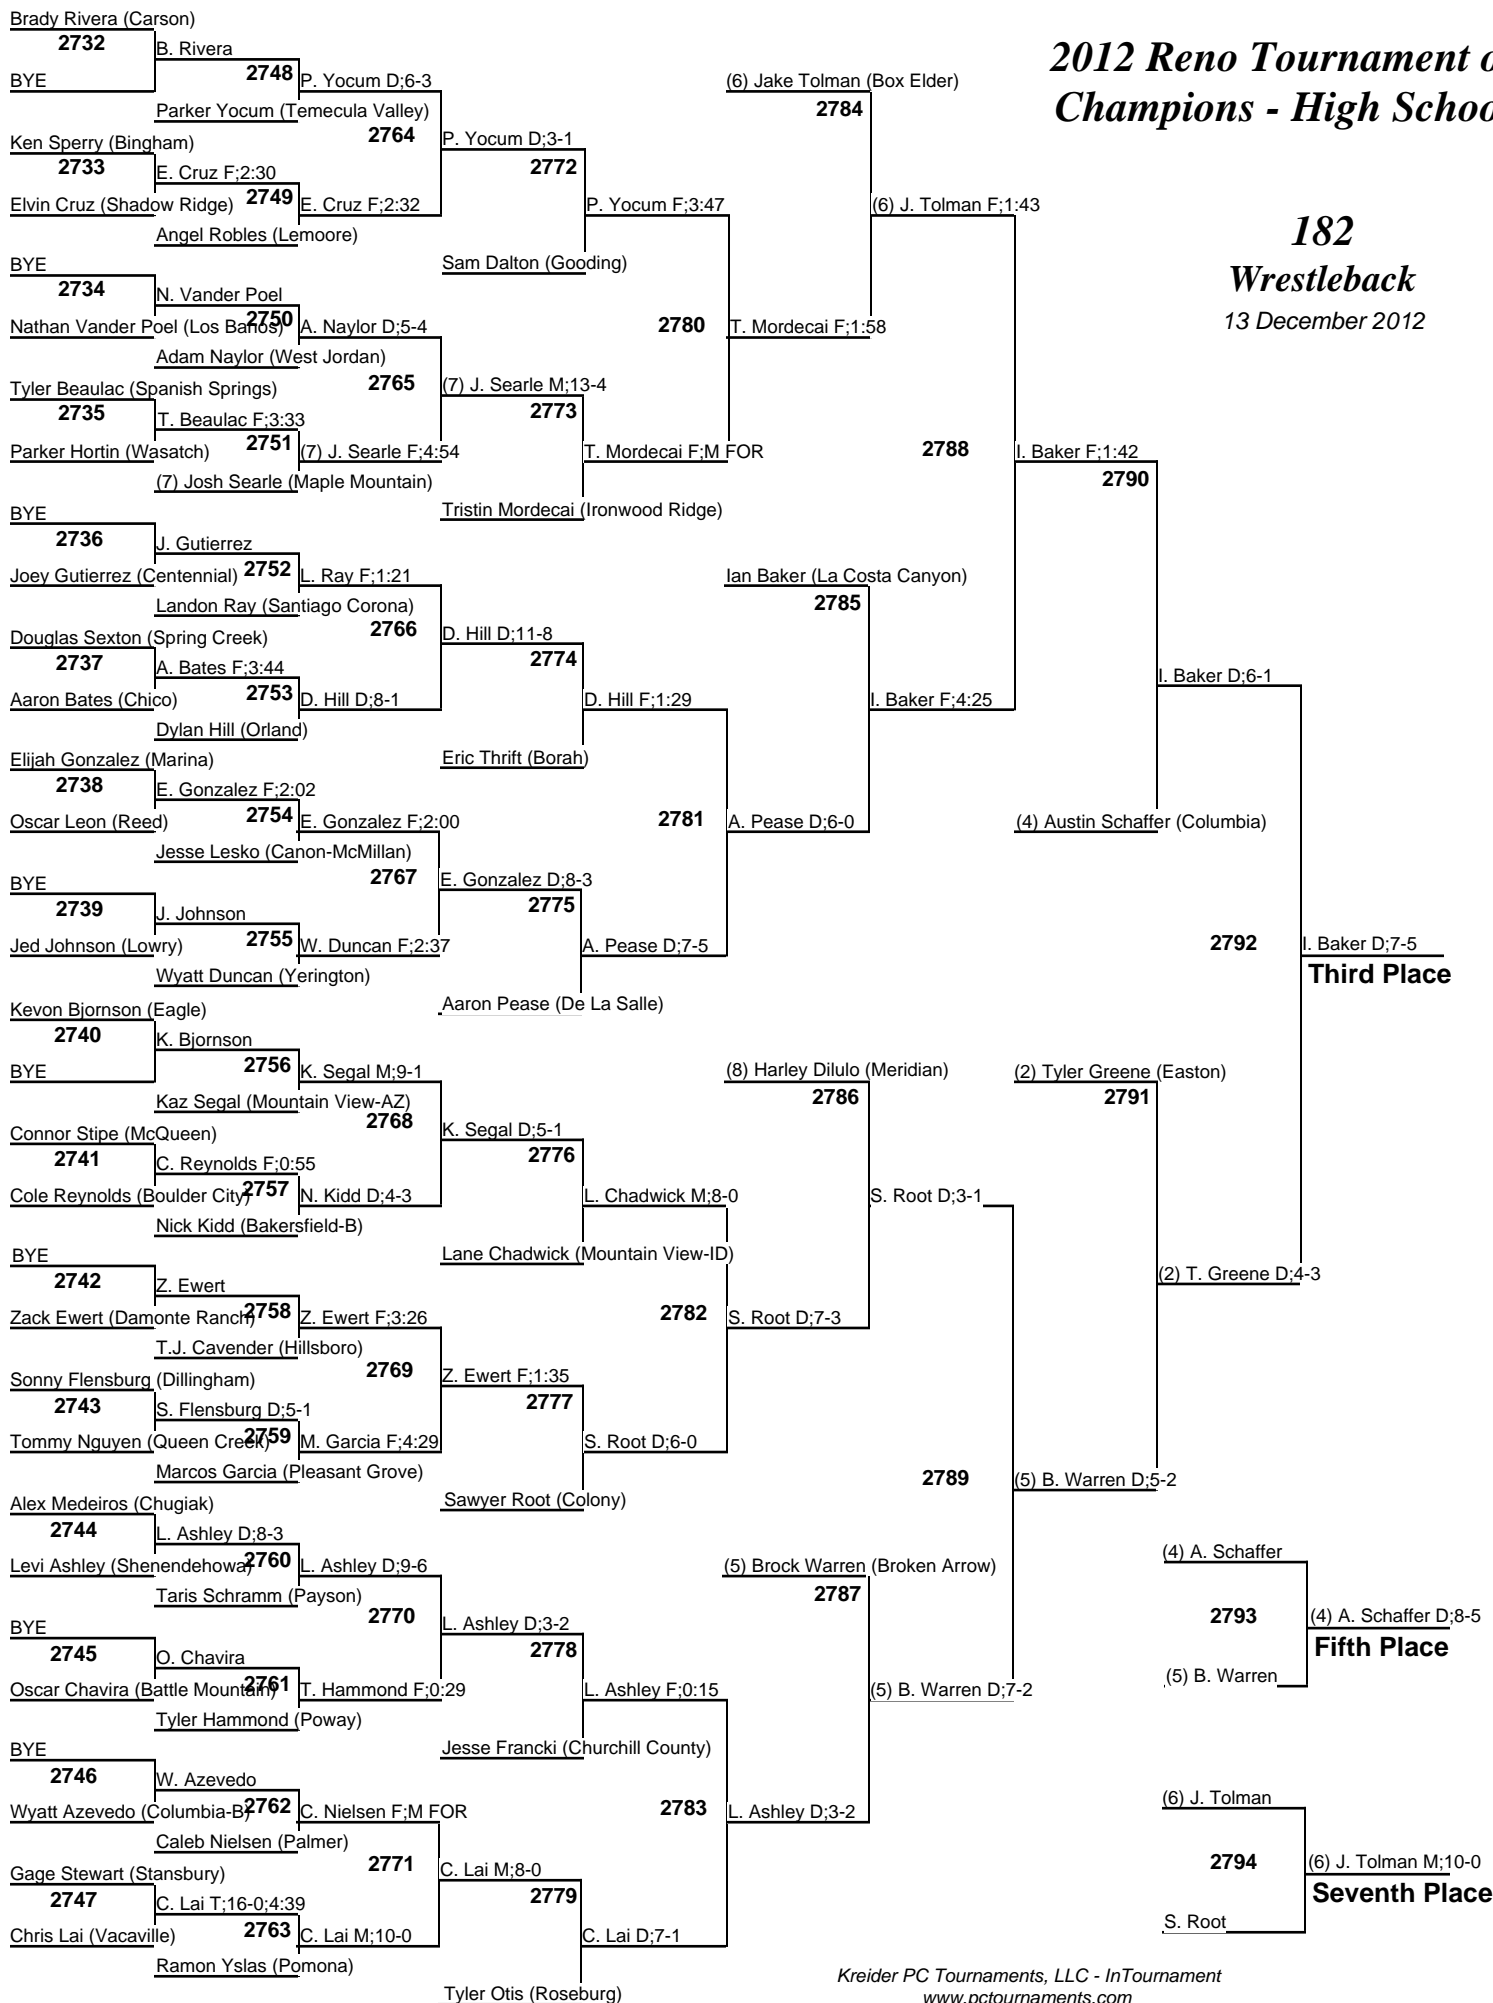 Brady Rivera (Carson)
2732
B. Rivera
BYE
2748
P. Yocum D;6-3
Parker Yocum (Temecula Valley)
2764
Ken Sperry (Bingham)
2733
E. Cruz F;2:30
Elvin Cruz (Shadow Ridge)
2749
E. Cruz F;2:32
Angel Robles (Lemoore)
P. Yocum D;3-1
2772
P. Yocum F;3:47
Sam Dalton (Gooding)
BYE
2734
N. Vander Poel
Nathan Vander Poel (Los Banos)
2750
A. Naylor D;5-4
Adam Naylor (West Jordan)
2765
Tyler Beaulac (Spanish Springs)
2735
T. Beaulac F;3:33
Parker Hortin (Wasatch)
2751
(7) J. Searle F;4:54
(7) Josh Searle (Maple Mountain)
(7) J. Searle M;13-4
2773
T. Mordecai F;M FOR
Tristin Mordecai (Ironwood Ridge)
2780
T. Mordecai F;1:58
(6) Jake Tolman (Box Elder)
2784
(6) J. Tolman F;1:43
2012 Reno Tournament o
Champions - High Schoo
182
Wrestleback
13 December 2012
BYE
2736
J. Gutierrez
Joey Gutierrez (Centennial)
2752
L. Ray F;1:21
Landon Ray (Santiago Corona)
2766
Douglas Sexton (Spring Creek)
2737
A. Bates F;3:44
Aaron Bates (Chico)
2753
D. Hill D;8-1
Dylan Hill (Orland)
D. Hill D;11-8
2774
D. Hill F;1:29
Eric Thrift (Borah)
Elijah Gonzalez (Marina)
2738
E. Gonzalez F;2:02
Oscar Leon (Reed)
2754
E. Gonzalez F;2:00
Jesse Lesko (Canon-McMillan)
2767
BYE
2739
J. Johnson
Jed Johnson (Lowry)
2755
W. Duncan F;2:37
Wyatt Duncan (Yerington)
E. Gonzalez D;8-3
2775
A. Pease D;7-5
Aaron Pease (De La Salle)
2781
A. Pease D;6-0
Ian Baker (La Costa Canyon)
2785
I. Baker F;4:25
2788
I. Baker F;1:42
2790
I. Baker D;6-1
(4) Austin Schaffer (Columbia)
2792
I. Baker D;7-5
Third Place
Kevon Bjornson (Eagle)
2740
K. Bjornson
BYE
2756
K. Segal M;9-1
Kaz Segal (Mountain View-AZ)
2768
Connor Stipe (McQueen)
2741
C. Reynolds F;0:55
Cole Reynolds (Boulder City)
2757
N. Kidd D;4-3
Nick Kidd (Bakersfield-B)
K. Segal D;5-1
2776
L. Chadwick M;8-0
Lane Chadwick (Mountain View-ID)
BYE
2742
Z. Ewert
Zack Ewert (Damonte Ranch)
2758
Z. Ewert F;3:26
T.J. Cavender (Hillsboro)
2769
Sonny Flensburg (Dillingham)
2743
S. Flensburg D;5-1
Tommy Nguyen (Queen Creek)
2759
M. Garcia F;4:29
Marcos Garcia (Pleasant Grove)
Z. Ewert F;1:35
2777
S. Root D;6-0
Sawyer Root (Colony)
2782
S. Root D;7-3
(8) Harley Dilulo (Meridian)
2786
S. Root D;3-1
(2) Tyler Greene (Easton)
2791
(2) T. Greene D;4-3
Alex Medeiros (Chugiak)
2744
L. Ashley D;8-3
Levi Ashley (Shenendehowa)
2760
L. Ashley D;9-6
Taris Schramm (Payson)
2770
BYE
2745
O. Chavira
Oscar Chavira (Battle Mountain)
2761
T. Hammond F;0:29
Tyler Hammond (Poway)
L. Ashley D;3-2
2778
L. Ashley F;0:15
Jesse Francki (Churchill County)
BYE
2746
W. Azevedo
Wyatt Azevedo (Columbia-B)
2762
C. Nielsen F;M FOR
Caleb Nielsen (Palmer)
2771
Gage Stewart (Stansbury)
2747
C. Lai T;16-0;4:39
Chris Lai (Vacaville)
2763
C. Lai M;10-0
Ramon Yslas (Pomona)
C. Lai M;8-0
2779
C. Lai D;7-1
Tyler Otis (Roseburg)
2783
L. Ashley D;3-2
(5) Brock Warren (Broken Arrow)
2787
(5) B. Warren D;7-2
2789
(5) B. Warren D;5-2
(4) A. Schaffer
2793
(4) A. Schaffer D;8-5
Fifth Place
(5) B. Warren
(6) J. Tolman
2794
(6) J. Tolman M;10-0
Seventh Place
S. Root
Kreider PC Tournaments, LLC - InTournament
www.pctournaments.com